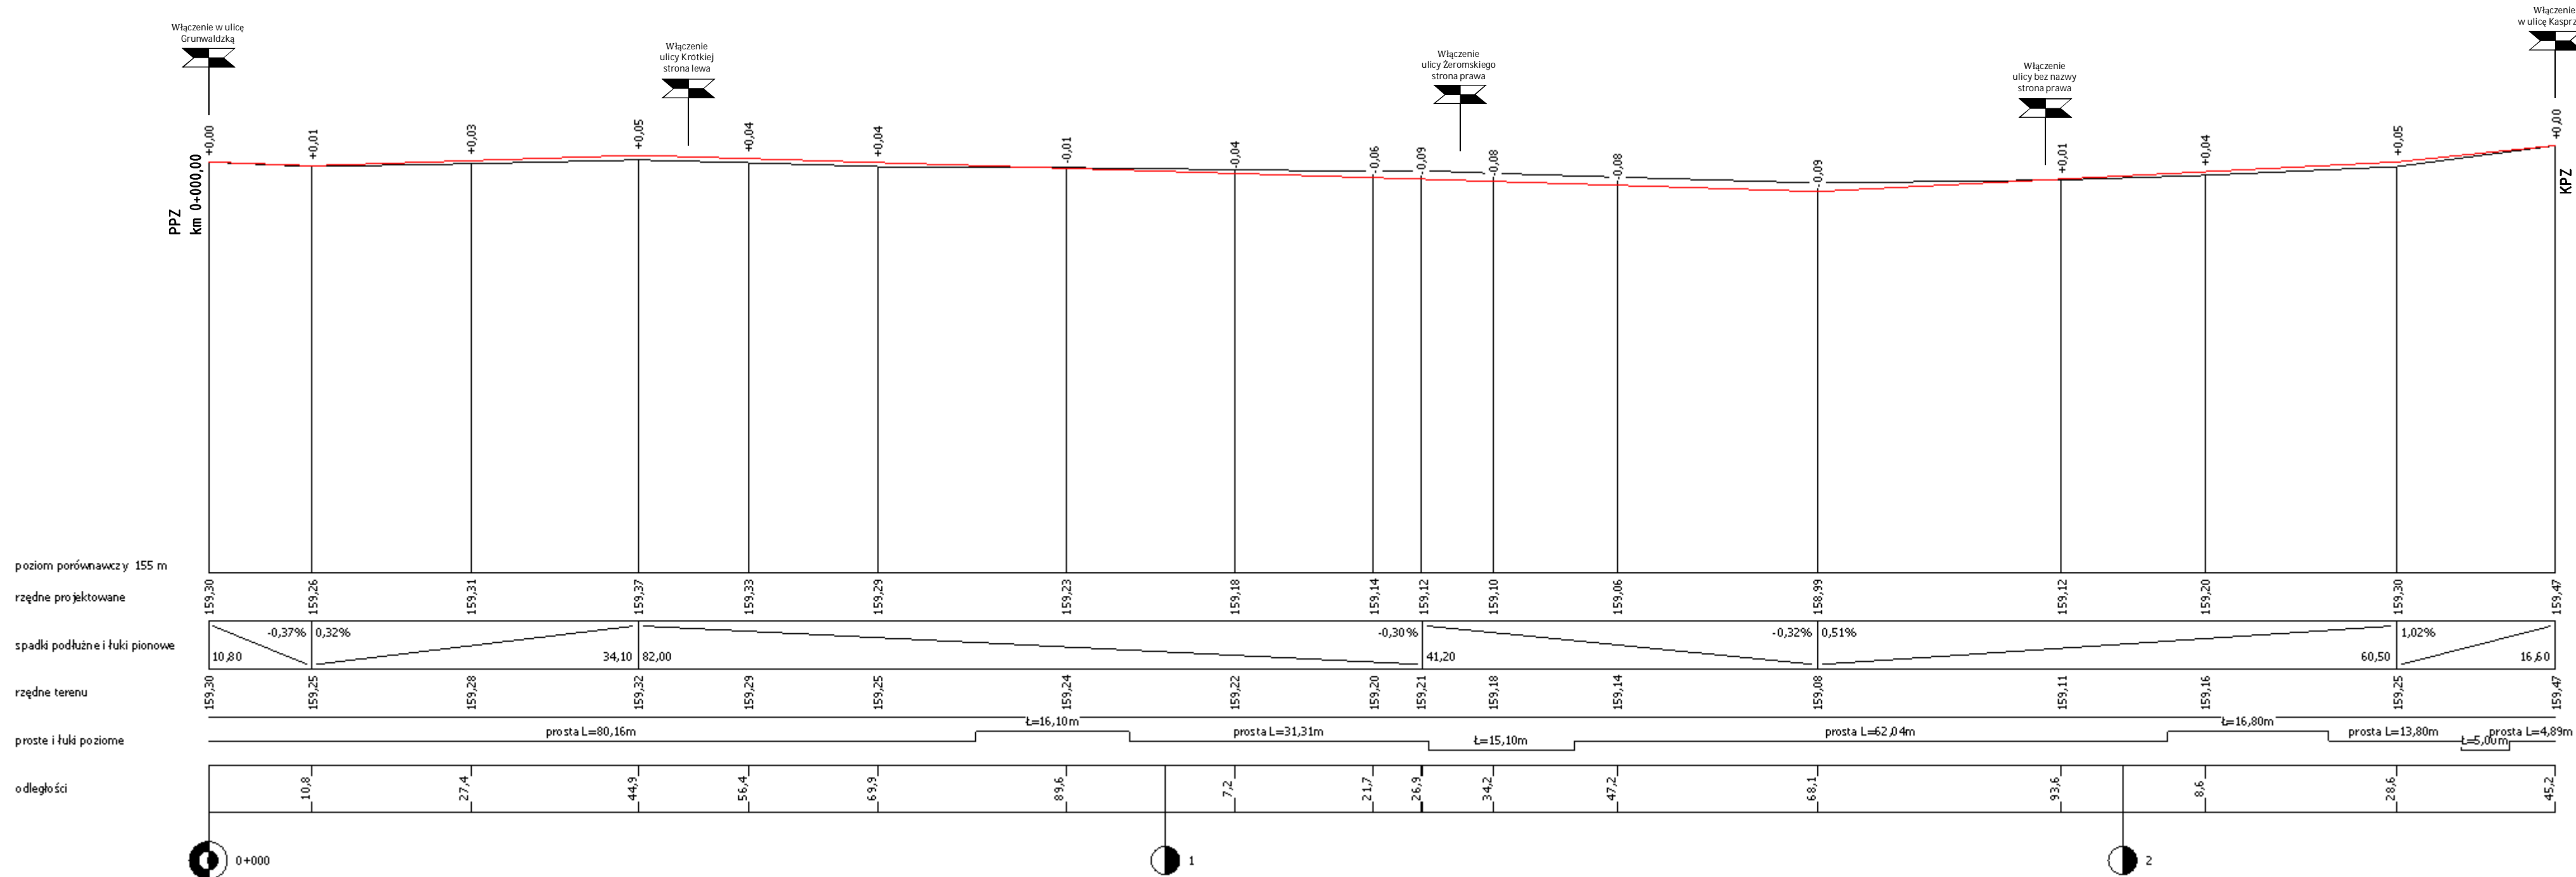 Włączenie w ulicę
Grunwaldzką
Włączenie
ulicy Krótkiej
strona lewa
Włączenie
ulicy Żeromskiego
strona prawa
Włączenie
ulicy bez nazwy
strona prawa
Włączenie
w ulicę
+0,00
+0,01
+0,03
+0,05
+0,04
+0,04
-0,01
-0,04
-0,06
-0,09
-0,08
-0,08
-0,09
+0,01
+0,04
+0,05
+0,00
PPZ
km 0+000,00
KPZ
poziom porównawczy 155 m
rzędne projektowane
159,30 159,26 159,31 159,37 159,33 159,29 159,23 159,18 159,14 159,12 159,10 159,06 158,99 159,12 159,20 159,30 159,47
-0,37% 0,32% -0,30% -0,32% 0,51% 1,02%
spadki podłużne i łuki pionowe
10,80 34,10 82,00 41,20 60,50 16,60
rzędne terenu
159,30 159,25 159,28 159,32 159,29 159,25 159,24 159,22 159,20 159,21 159,18 159,14 159,08 159,11 159,16 159,25 159,47
proste i łuki poziome
prosta L=80,16m Ł=16,10m prosta L=31,31m Ł=15,10m prosta L=62,04m Ł=16,80m prosta L=13,80m Ł=5,00m prosta L=4,89m
odległości
10,8 27,4 44,9 56,4 69,9 89,6 7,2 21,7 26,9 34,2 47,2 68,1 93,6 8,6 28,6 45,2
0+000 1 2